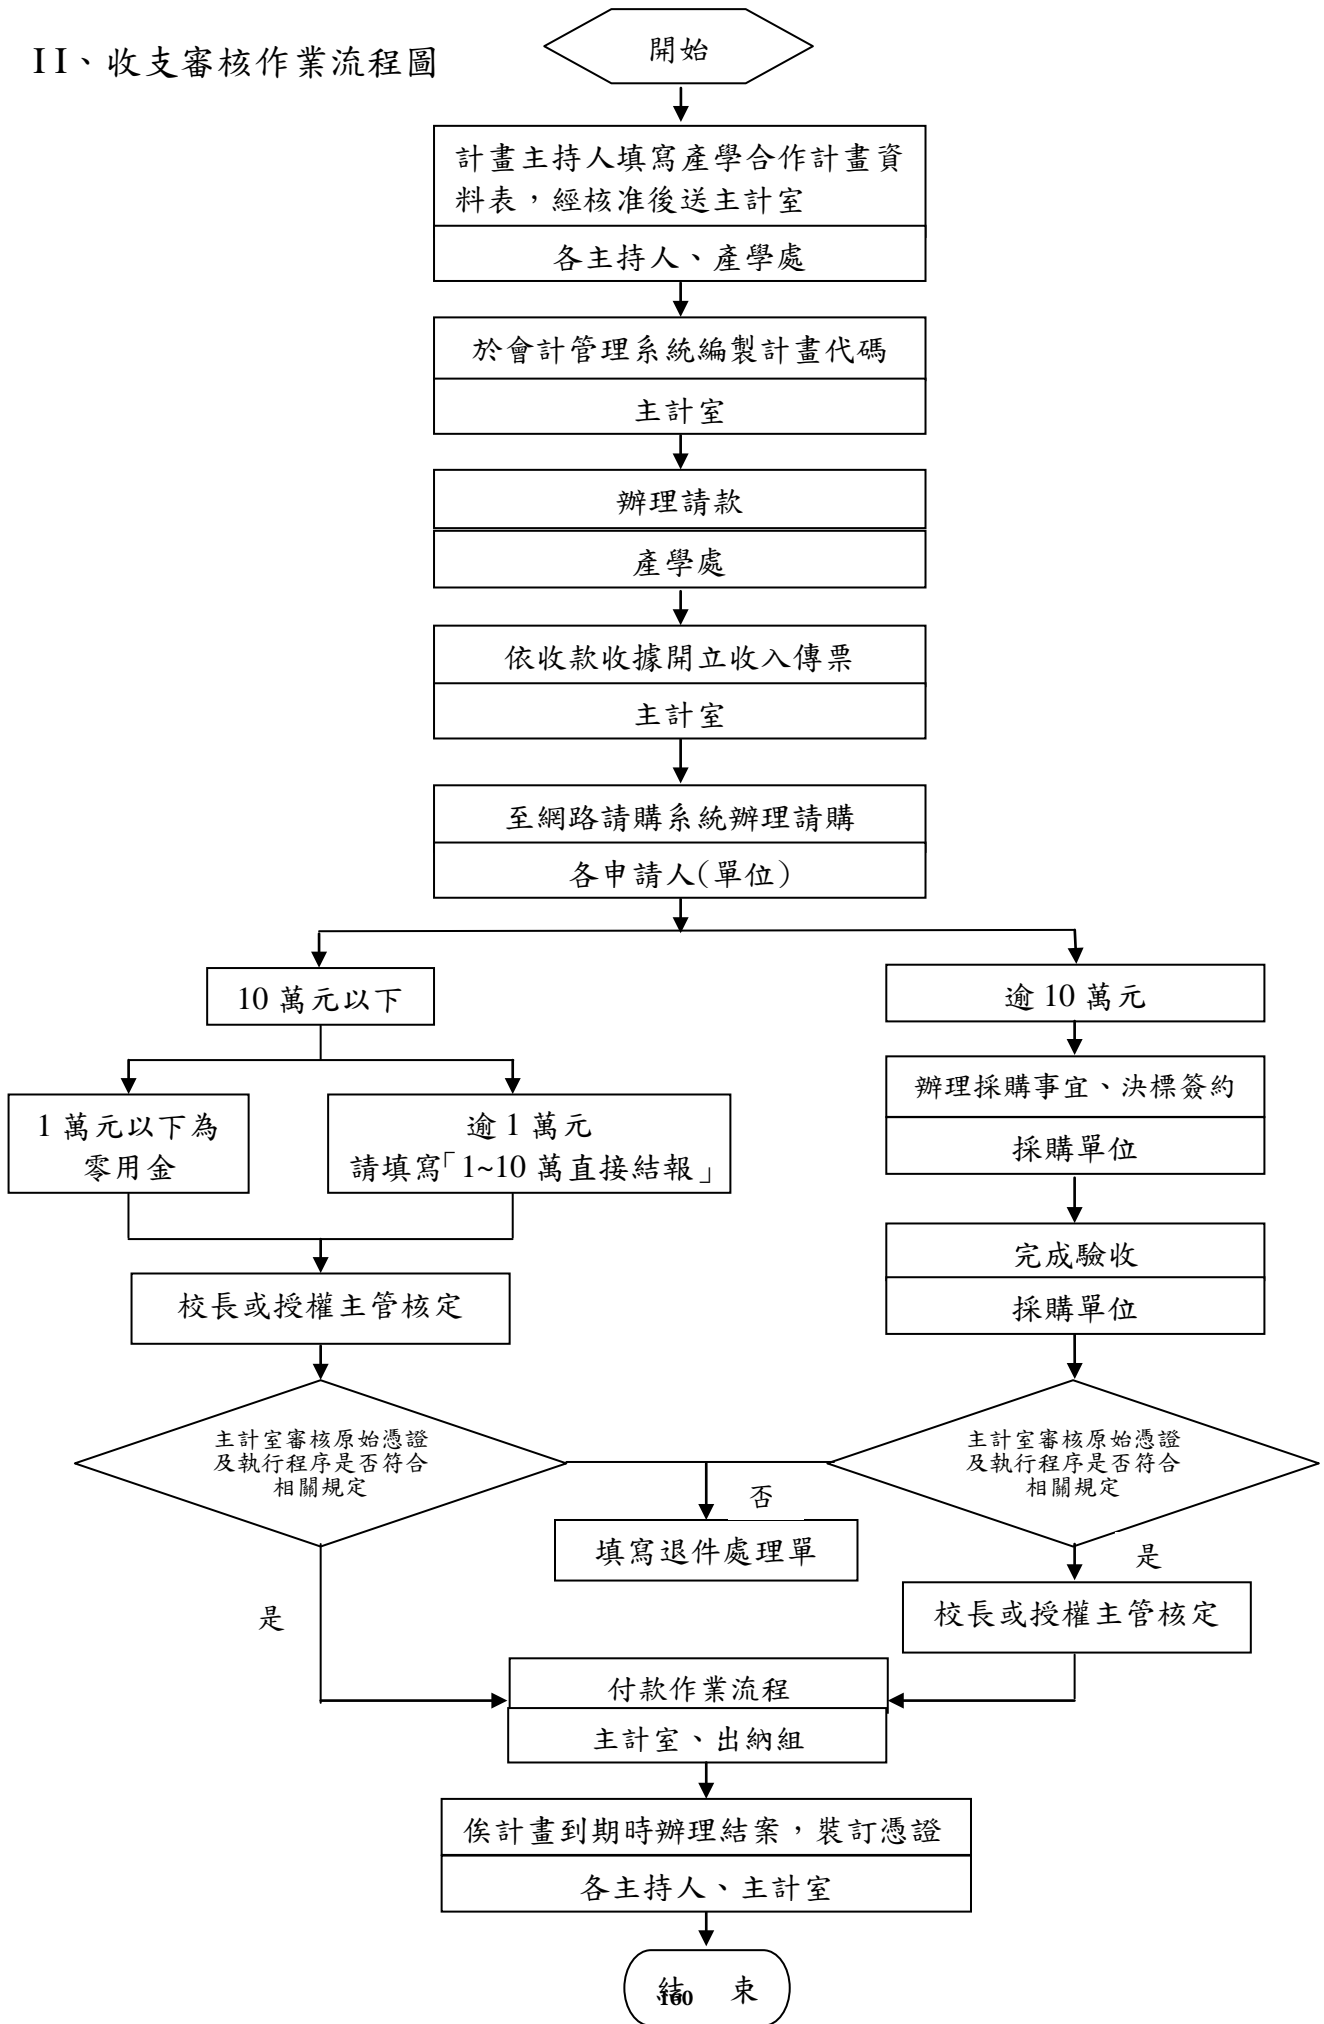 II、收支審核作業流程圖
開始
計畫主持人填寫產學合作計畫資
料表，經核准後送主計室
各主持人、產學處
於會計管理系統編製計畫代碼
主計室
辦理請款
產學處
依收款收據開立收入傳票
主計室
至網路請購系統辦理請購
各申請人(單位)
10 萬元以下
逾 10 萬元
1 萬元以下為
零用金
逾 1 萬元
請填寫「1~10 萬直接結報」
辦理採購事宜、決標簽約
採購單位
完成驗收
採購單位
校長或授權主管核定
主計室審核原始憑證
及執行程序是否符合
相關規定
主計室審核原始憑證
及執行程序是否符合
相關規定
否
填寫退件處理單
是
是
校長或授權主管核定
付款作業流程
主計室、出納組
俟計畫到期時辦理結案，裝訂憑證
各主持人、主計室
結 束
160